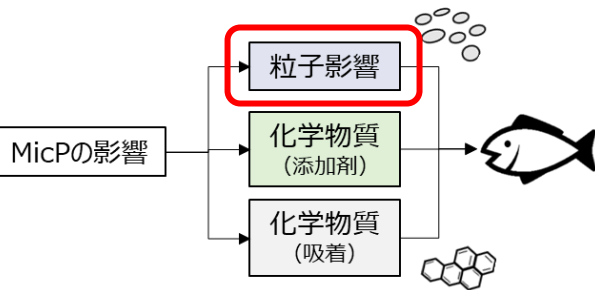 粒子影響
MicPの影響
化学物質
（添加剤）
化学物質
（吸着）